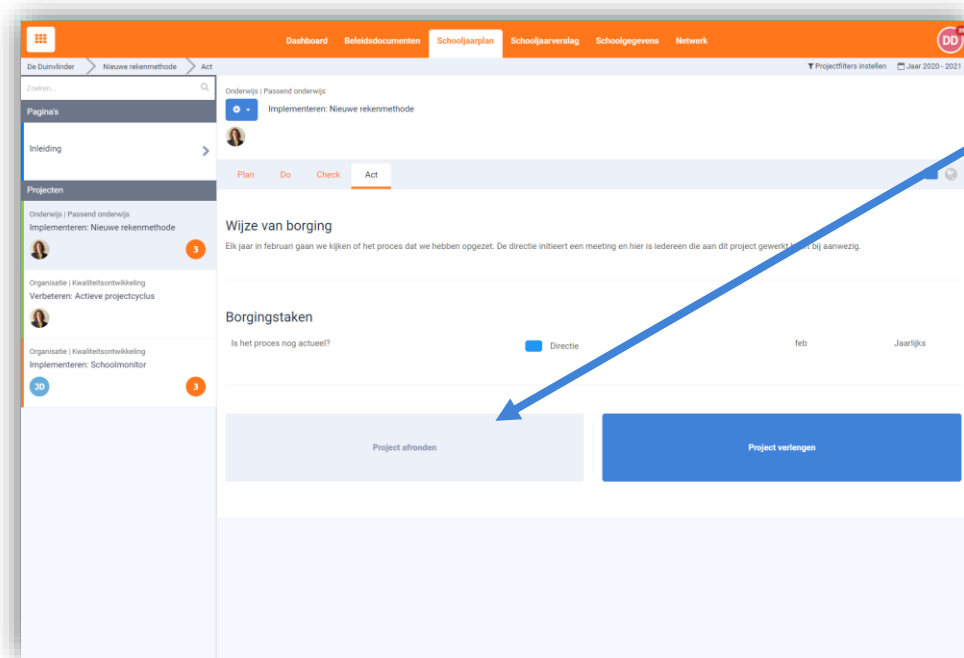 Dashboard Beleidsdocumenten Schooljaarplan Schooljaarverslag Schoolgegevens Netwerk
DD
De Duinvlinder Nieuwe rekenmethode Act
Projectfilters instellen Jaar 2020 - 2021
Zoeken...
Pagina's
Inleiding
Projecten
Onderwijs | Passend onderwijs
Implementeren: Nieuwe rekenmethode
3
Organisatie | Kwaliteitsontwikkeling
Verbeteren: Actieve projectcyclus
Organisatie | Kwaliteitsontwikkeling
Implementeren: Schoolmonitor
JD
3
Onderwijs | Passend onderwijs
Implementeren: Nieuwe rekenmethode
Plan Do Check Act
Wijze van borging
Elk jaar in februari gaan we kijken of het proces dat we hebben opgezet. De directie initieert een meeting en hier is iedereen die aan dit project gewerkt bij aanwezig.
Borgingstaken
Is het proces nog actueel? Directie feb Jaarlijks
Project afronden Project verlengen